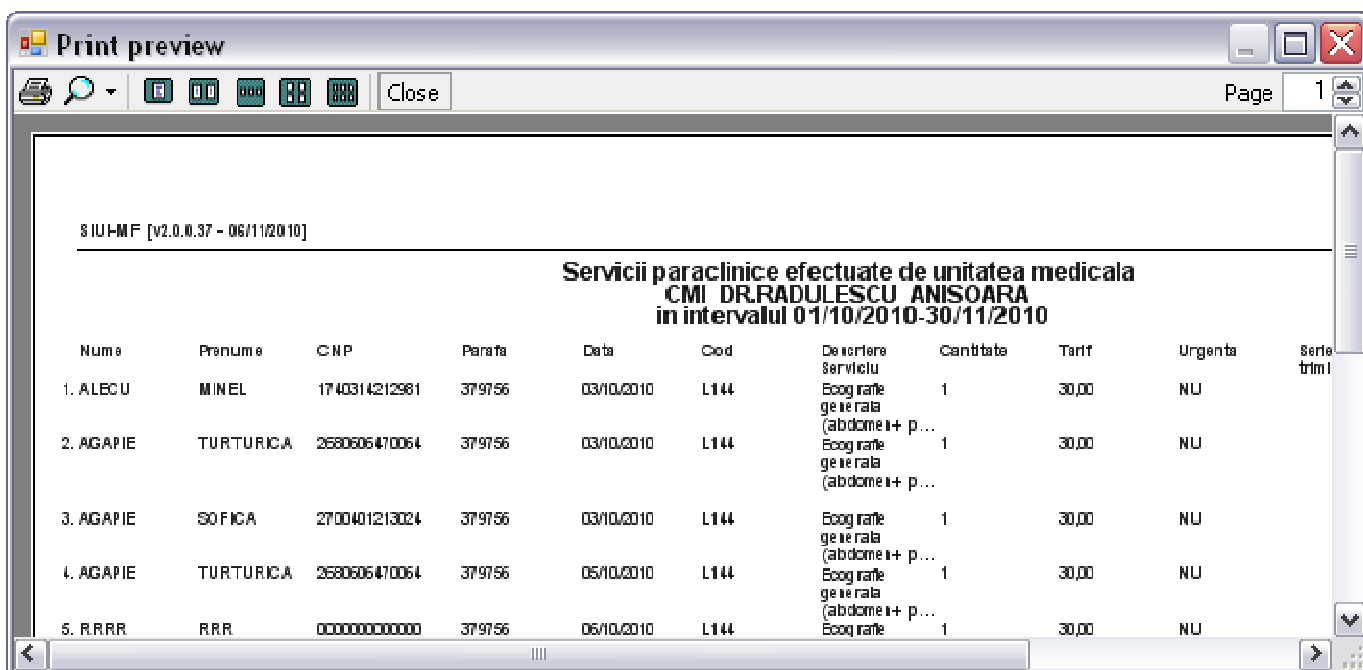 Print preview
Close Page 1
SIUI-MF [v2.0.0.37 - 06/11/2010]
Servicii paraclinice efectuate de unitatea medicala
CMI DR.RADULESCU ANISOARA
in intervalul 01/10/2010-30/11/2010
Nume Prenume CNP Parafa Data Cod Descriere Cantitate Tarif Urgenta Serie
Serviciu trimi
1. ALECU MINEL 1740314212981 379756 03/10/2010 L144 Ecografie 1 30,00 NU
generala
(abdomen+ p...
2. AGAPIE TURTURICA 2680606470064 379756 03/10/2010 L144 Ecografie 1 30,00 NU
generala
(abdomen+ p...
3. AGAPIE SOFICA 2700401213024 379756 03/10/2010 L144 Ecografie 1 30,00 NU
generala
(abdomen+ p...
4. AGAPIE TURTURICA 2680606470064 379756 05/10/2010 L144 Ecografie 1 30,00 NU
generala
(abdomen+ p...
5. RRRR RRR 0000000000000 379756 06/10/2010 L144 Ecografie 1 30,00 NU